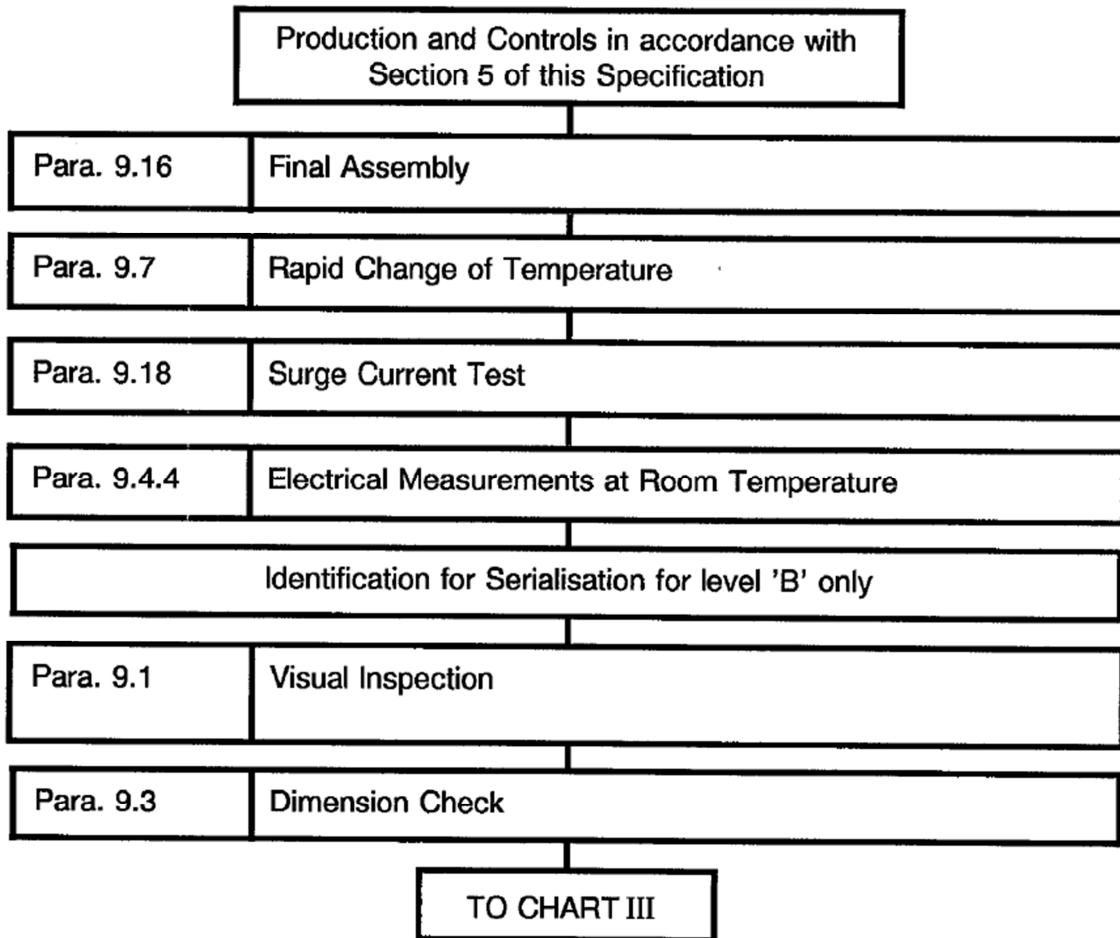 Production and Controls in accordance with
Section 5 of this Specification
Para. 9.16 Final Assembly
Para. 9.7 Rapid Change of Temperature
Para. 9.18 Surge Current Test
Para. 9.4.4 Electrical Measurements at Room Temperature
Identification for Serialisation for level 'B' only
Para. 9.1 Visual Inspection
Para. 9.3 Dimension Check
TO CHART III